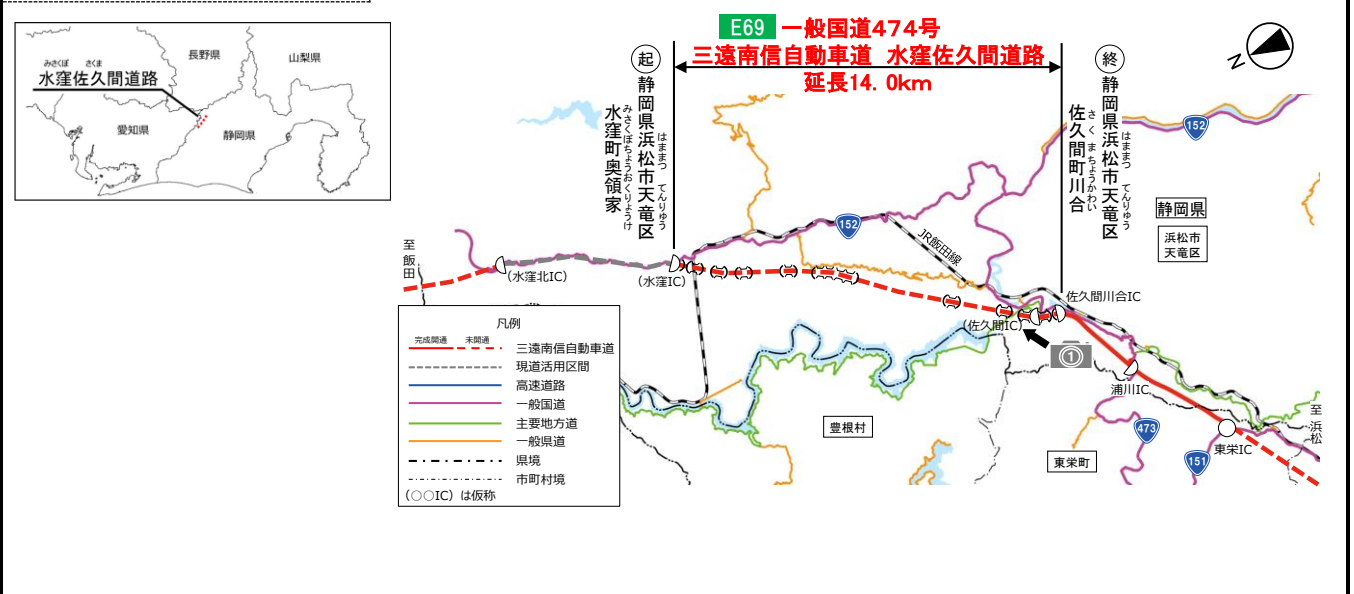 みさくぼ さくま
水窪佐久間道路
長野県
山梨県
愛知県
静岡県
E69 一般国道474号
三遠南信自動車道 水窪佐久間道路
延長14.0km
起
静岡県浜松市天竜区
はままつ てんりゅう
水窪町奥領家
みさくぼちょうおくりょうけ
終
静岡県浜松市天竜区
はままつ てんりゅう
佐久間町川合
さくまちょうかわい
N
152
静岡県
浜松市
天竜区
152
JR飯田線
至飯田
(水窪北IC)
(水窪IC)
(佐久間IC)
佐久間川合IC
①
浦川IC
東栄IC
至浜松
豊根村
東栄町
473
151
凡例
完成開通 未開通
三遠南信自動車道
現道活用区間
高速道路
一般国道
主要地方道
一般県道
県境
市町村境
(○○IC) は仮称